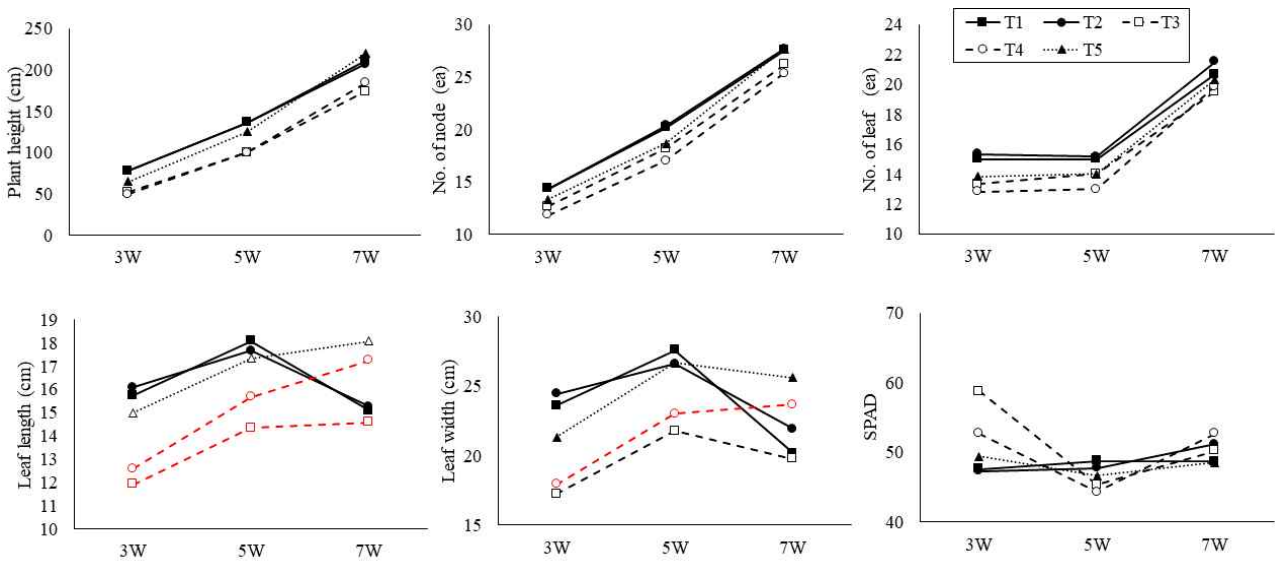 Plant height (cm)
250
200
150
100
50
0
3W 5W 7W
No. of node (ea)
30
25
20
15
10
3W 5W 7W
No. of leaf (ea)
24
22
20
18
16
14
12
10
3W 5W 7W
T1 T2 T3
T4 T5
Leaf length (cm)
19
18
17
16
15
14
13
12
11
10
3W 5W 7W
Leaf width (cm)
30
25
20
15
3W 5W 7W
SPAD
70
60
50
40
3W 5W 7W